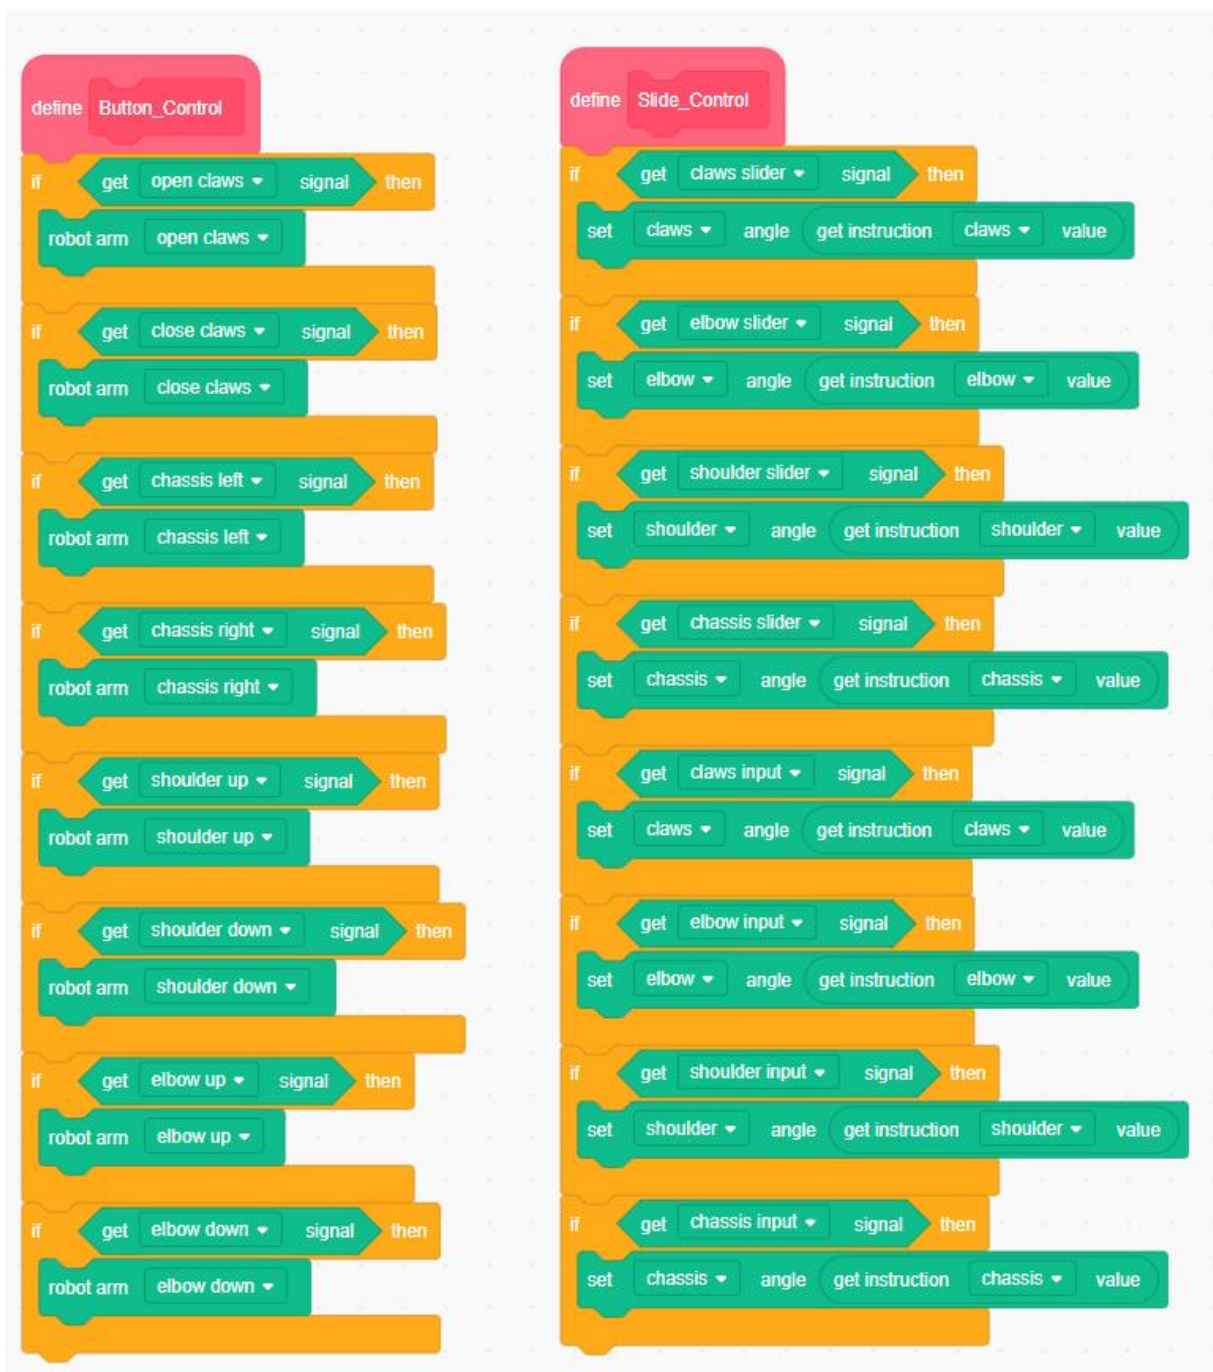 define Button_Control
if get open claws signal then
robot arm open claws
if get close claws signal then
robot arm close claws
if get chassis left signal then
robot arm chassis left
if get chassis right signal then
robot arm chassis right
if get shoulder up signal then
robot arm shoulder up
if get shoulder down signal then
robot arm shoulder down
if get elbow up signal then
robot arm elbow up
if get elbow down signal then
robot arm elbow down
define Slide_Control
if get claws slider signal then
set claws angle get instruction claws value
if get elbow slider signal then
set elbow angle get instruction elbow value
if get shoulder slider signal then
set shoulder angle get instruction shoulder value
if get chassis slider signal then
set chassis angle get instruction chassis value
if get claws input signal then
set claws angle get instruction claws value
if get elbow input signal then
set elbow angle get instruction elbow value
if get shoulder input signal then
set shoulder angle get instruction shoulder value
if get chassis input signal then
set chassis angle get instruction chassis value